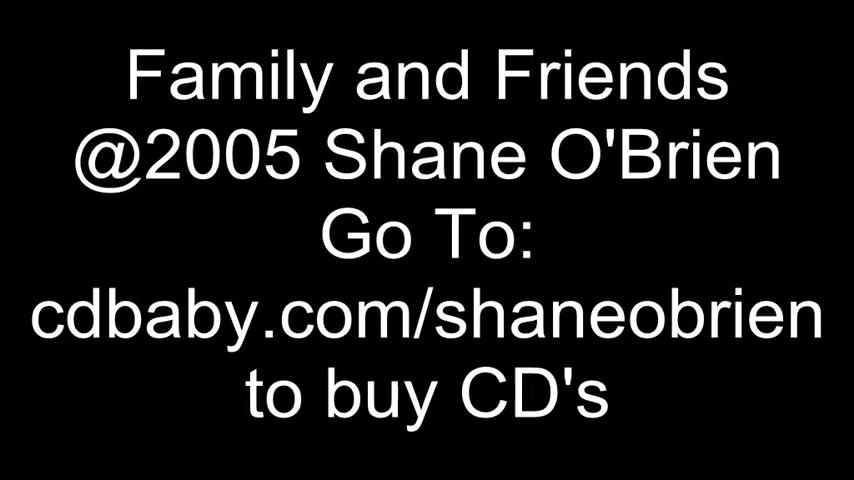 Family and Friends
@2005 Shane O'Brien
Go To:
cdbaby.com/shaneobrien
to buy CD's